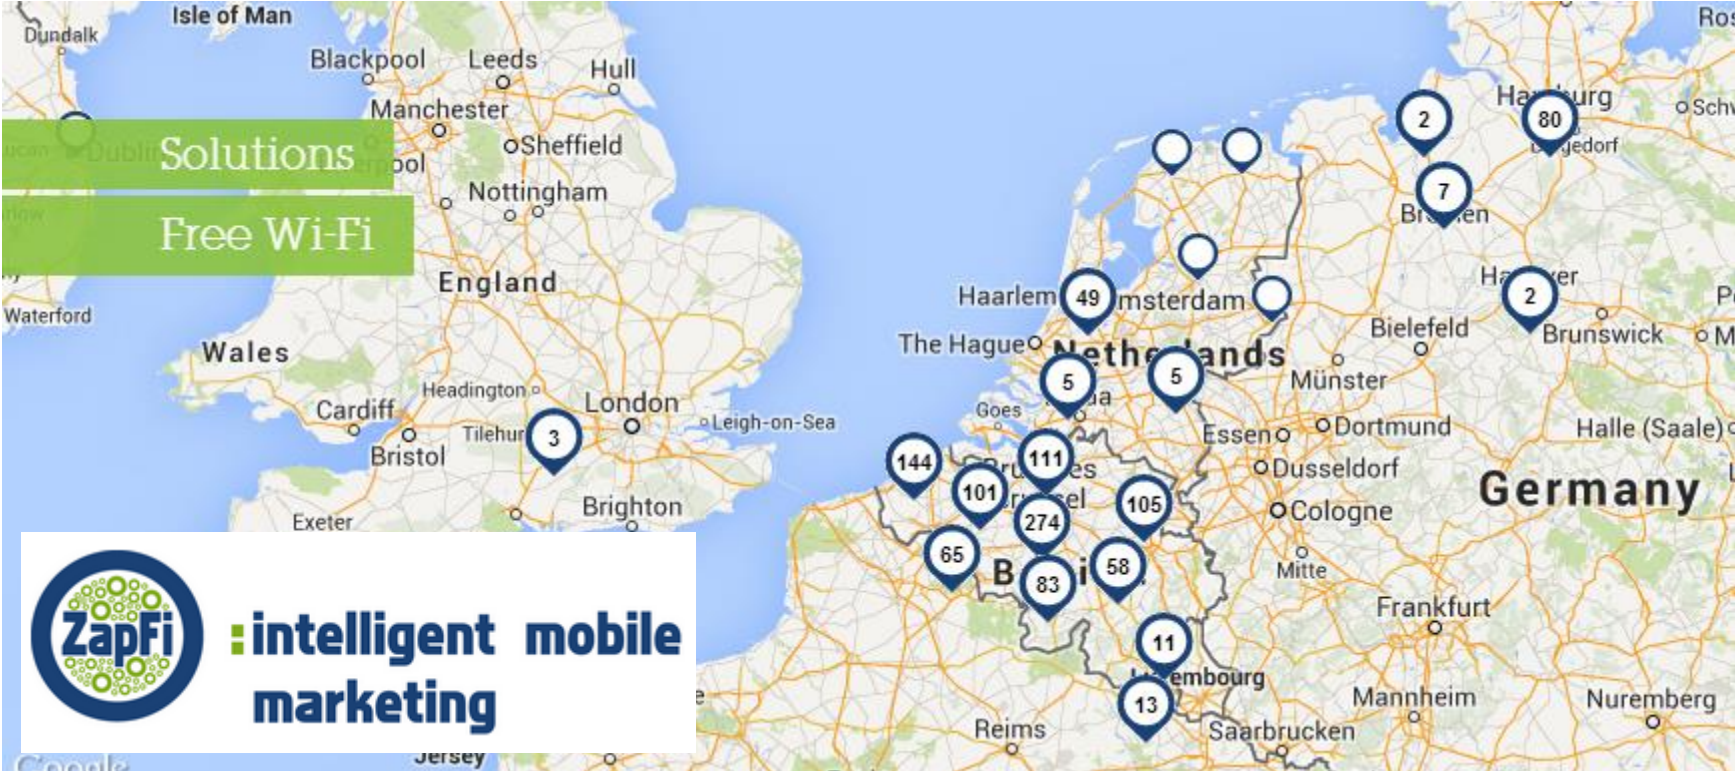 Isle of Man
Dundalk
Blackpool
Leeds
Hull
Manchester
Sheffield
Solutions
Nottingham
Free Wi-Fi
England
Waterford
Wales
Headington
Cardiff
London
Leigh-on-Sea
3
Bristol
Brighton
Exeter
ZapFi
:intelligent mobile
marketing
Jersey
Google
2
80
7
Haarlem
49
2
Brunswick
The Hague
Netherlands
Bielefeld
Münster
5
5
Goes
Essen
Dortmund
Halle (Saale)
144
111
Dusseldorf
101
105
Germany
274
Cologne
65
58
83
Mitte
Frankfurt
11
13
Mannheim
Nuremberg
Reims
Saarbrucken